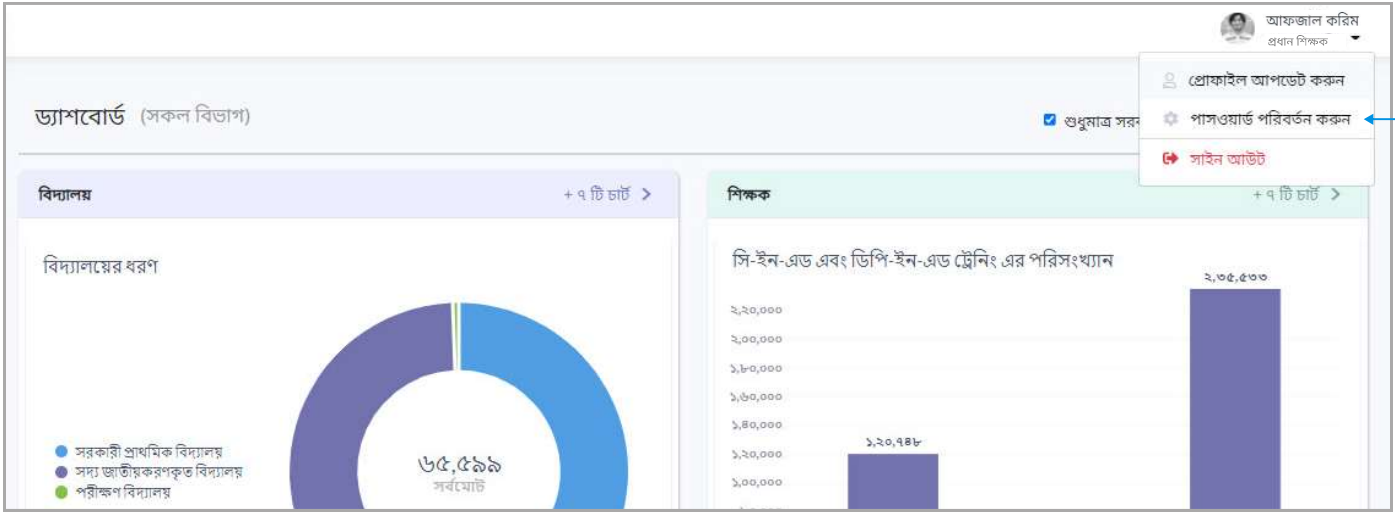 আফজাল করিম
প্রধান শিক্ষক
প্রোফাইল আপডেট করুন
পাসওয়ার্ড পরিবর্তন করুন
সাইন আউট
ড্যাশবোর্ড (সকল বিভাগ)
শুধুমাত্র
বিদ্যালয়
+ ৭ টি চার্ট
বিদ্যালয়ের ধরণ
সরকারী প্রাথমিক বিদ্যালয়
সদ্য জাতীয়করণকৃত বিদ্যালয়
পরীক্ষণ বিদ্যালয়
৬৫,৫৯৯
সর্বমোট
শিক্ষক
+ ৭ টি চার্ট
সি-ইন-এড এবং ডিপি-ইন-এড ট্রেনিং এর পরিসংখ্যান
২,৩৫,৫৩৩
২,২০,০০০
২,০০,০০০
১,৮০,০০০
১,৬০,০০০
১,৪০,০০০
১,২০,৭৪৮
১,২০,০০০
১,০০,০০০